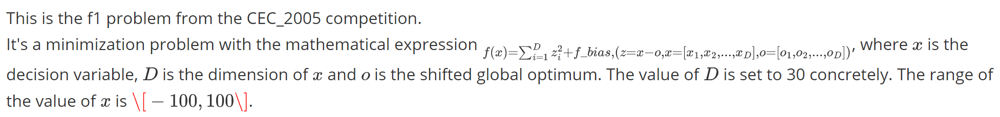 This is the f1 problem from the CEC_2005 competition.
It's a minimization problem with the mathematical expression f(x)=∑_{i=1}^{D} z_i^2+f_bias,(z=x−o,x=[x_1,x_2,…,x_D],o=[o_1,o_2,…,o_D]), where x is the
decision variable, D is the dimension of x and o is the shifted global optimum. The value of D is set to 30 concretely. The range of
the value of x is \[ − 100, 100\].